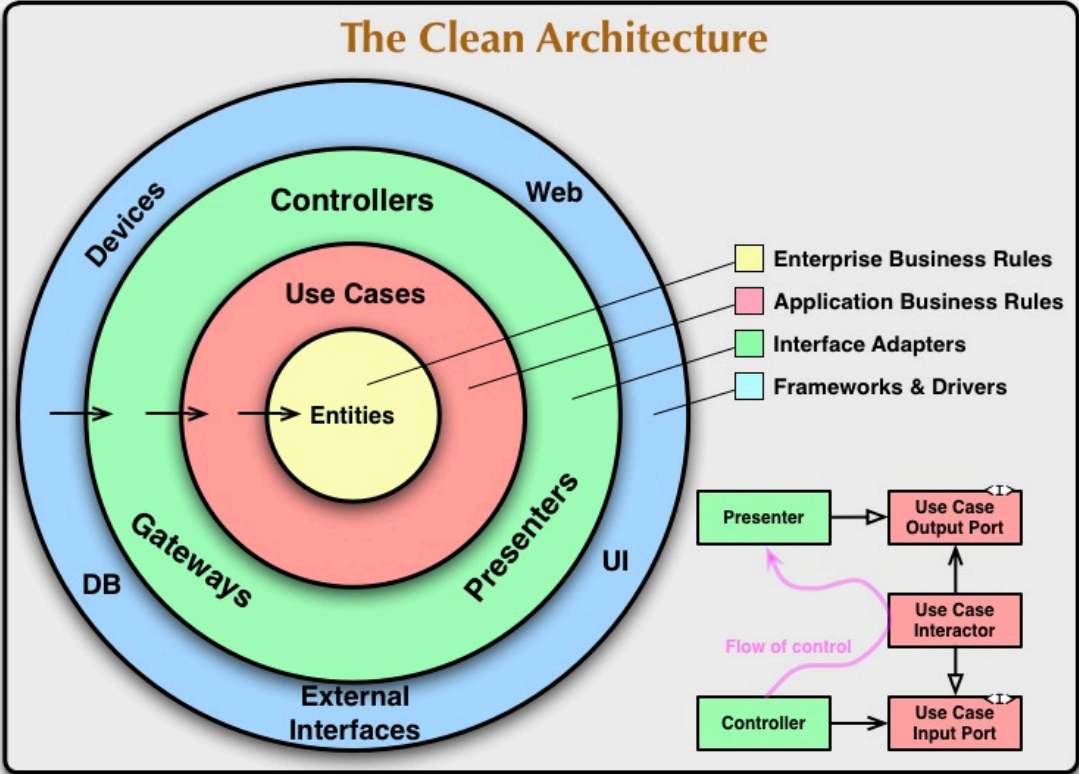 The Clean Architecture
Devices
Web
Controllers
Use Cases
Entities
Gateways
Presenters
DB
UI
External
Interfaces
Enterprise Business Rules
Application Business Rules
Interface Adapters
Frameworks & Drivers
Presenter
<I>
Use Case
Output Port
Use Case
Interactor
Flow of control
Controller
<I>
Use Case
Input Port